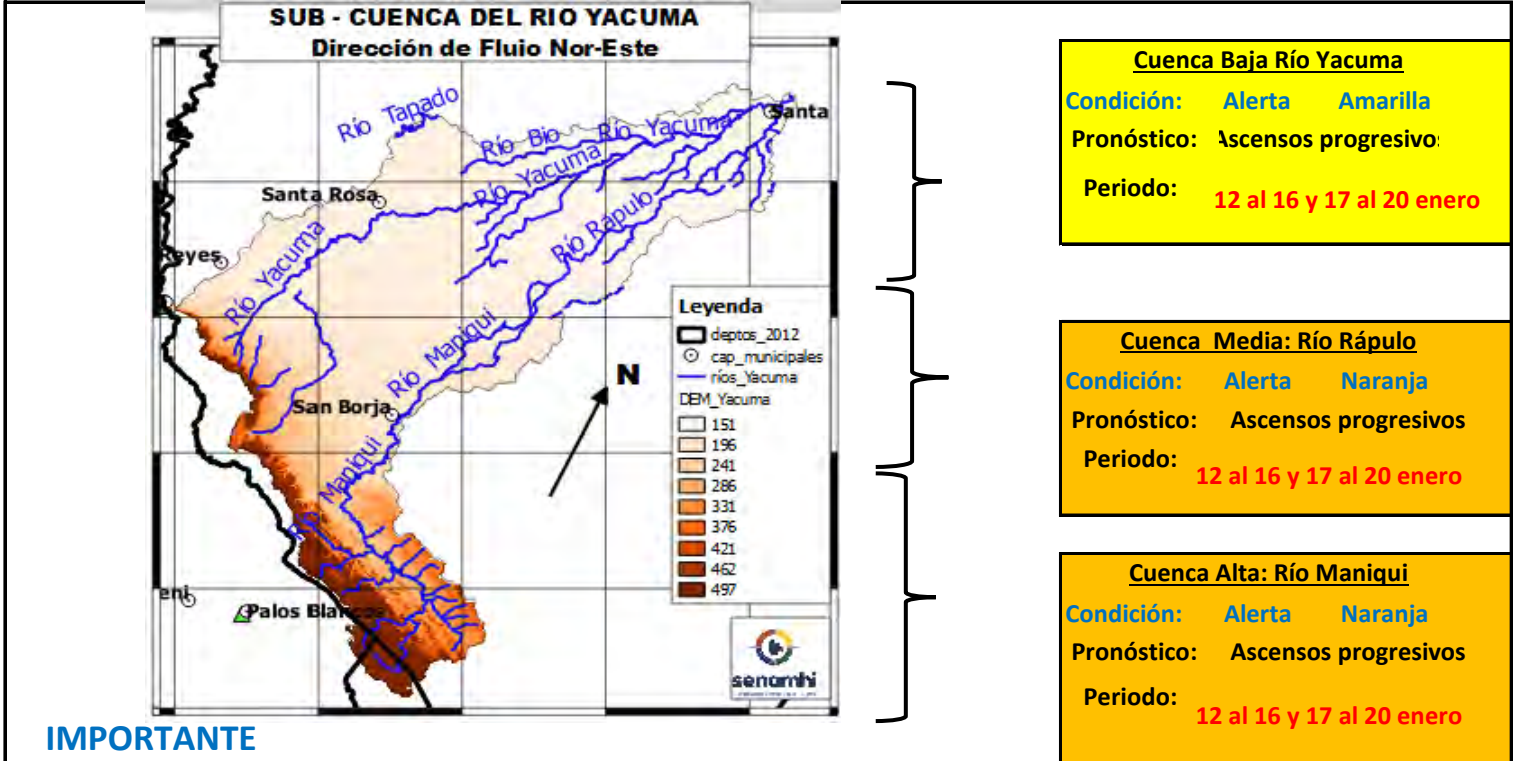 SUB - CUENCA DEL RIO YACUMA
Dirección de Flujo Nor-Este
Río Tapado
Río Bio
Río Yacuma
Santa
Río Yacuma
Santa Rosa
Río Rápulo
Reyes
Río Yacuma
Río Maniqui
San Borja
Río Maniqui
eni
Palos Blancos
N
Leyenda
deptos_2012
cap_municipales
ríos_Yacuma
DEM_Yacuma
151
196
241
286
331
376
421
462
497
senamhi
Cuenca Baja Río Yacuma
Condición: Alerta Amarilla
Pronóstico: Ascensos progresivos
Periodo: 12 al 16 y 17 al 20 enero
Cuenca Media: Río Rápulo
Condición: Alerta Naranja
Pronóstico: Ascensos progresivos
Periodo: 12 al 16 y 17 al 20 enero
Cuenca Alta: Río Maniqui
Condición: Alerta Naranja
Pronóstico: Ascensos progresivos
Periodo: 12 al 16 y 17 al 20 enero
IMPORTANTE